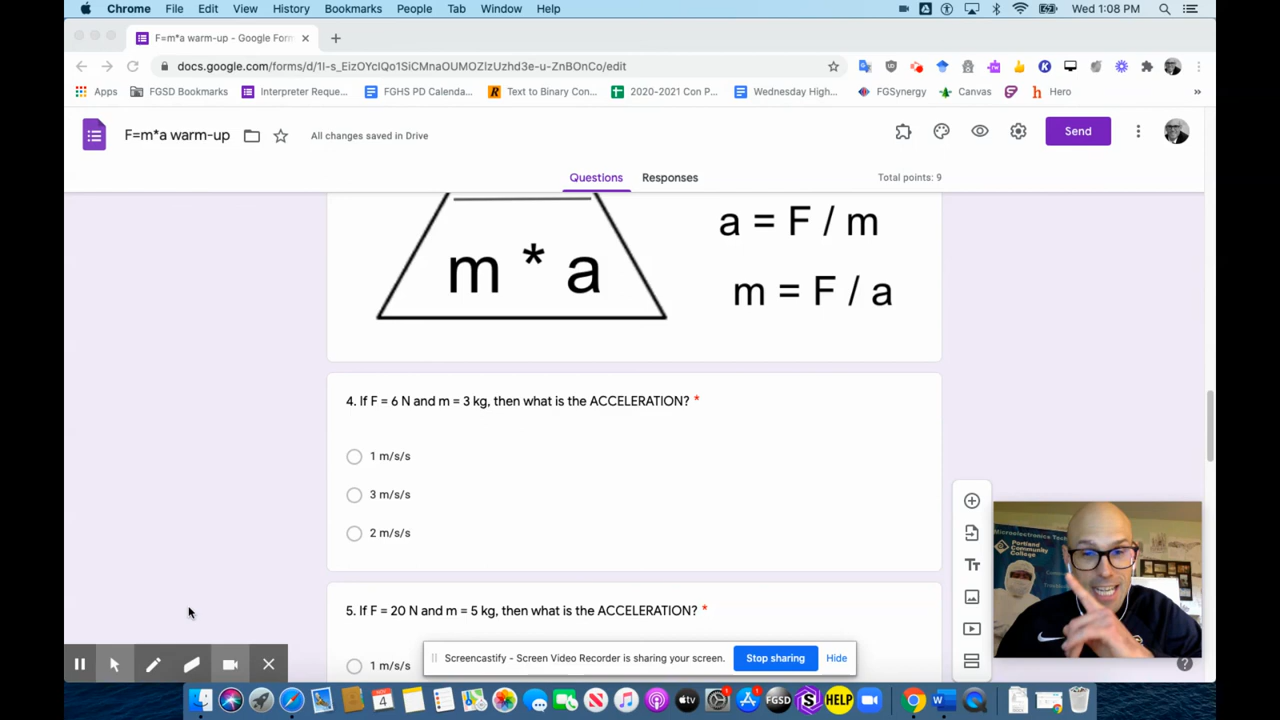 Chrome File Edit View History Bookmarks People Tab Window Help Wed 1:08 PM
F=m*a warm-up - Google Form
docs.google.com/forms/d/1I-s_EizOYcIQo1SiCMnaOUMOZIzUzhd3e-u-ZnBOnCo/edit
Apps FGSD Bookmarks Interpreter Reque... FGHS PD Calenda... Text to Binary Con... 2020-2021 Con P... Wednesday High... FGSynergy Canvas Hero »
F=m*a warm-up All changes saved in Drive Send
Questions Responses Total points: 9
a = F / m
m * a
m = F / a
4. If F = 6 N and m = 3 kg, then what is the ACCELERATION? *
1 m/s/s
3 m/s/s
2 m/s/s
5. If F = 20 N and m = 5 kg, then what is the ACCELERATION? *
1 m/s/s
Tt
Portland
Community
College
Screencastify - Screen Video Recorder is sharing your screen. Stop sharing Hide
FGSD HELP